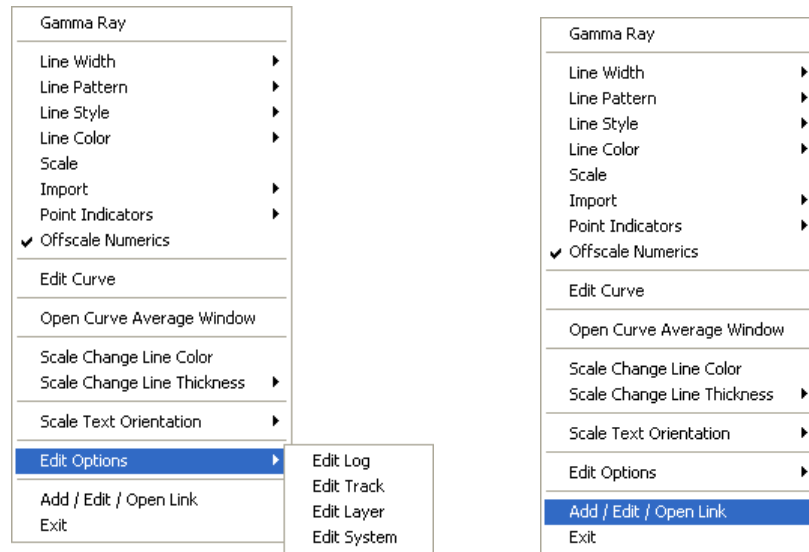 Gamma Ray
Line Width
Line Pattern
Line Style
Line Color
Scale
Import
Point Indicators
Offscale Numerics
Edit Curve
Open Curve Average Window
Scale Change Line Color
Scale Change Line Thickness
Scale Text Orientation
Edit Options
Add / Edit / Open Link
Exit
Edit Log
Edit Track
Edit Layer
Edit System
Gamma Ray
Line Width
Line Pattern
Line Style
Line Color
Scale
Import
Point Indicators
Offscale Numerics
Edit Curve
Open Curve Average Window
Scale Change Line Color
Scale Change Line Thickness
Scale Text Orientation
Edit Options
Add / Edit / Open Link
Exit